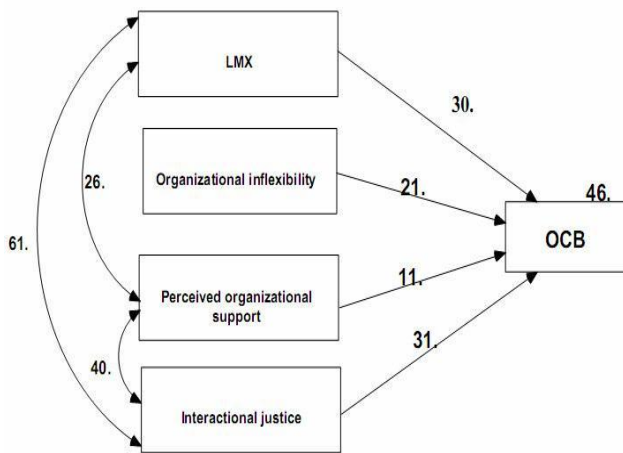 LMX
30.
26.
Organizational inflexibility
21.
46.
61.
OCB
Perceived organizational
support
11.
40.
31.
Interactional justice